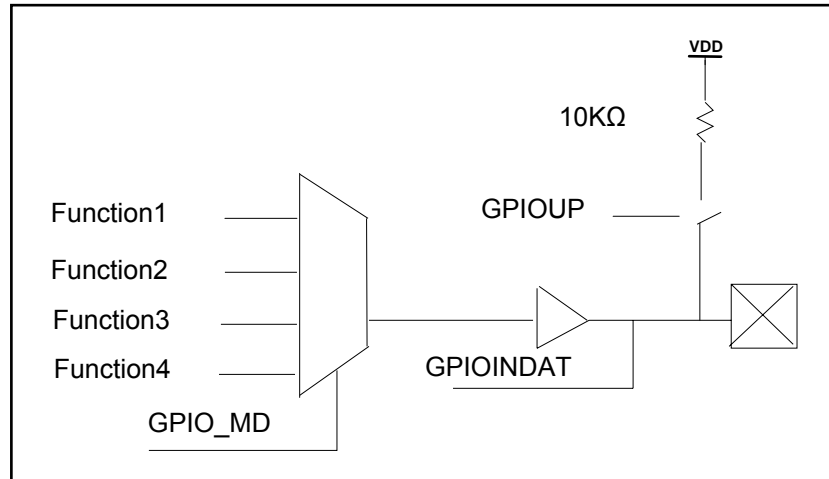 VDD
10KΩ
Function1
GPIOUP
Function2
Function3
Function4
GPIOINDAT
GPIO_MD